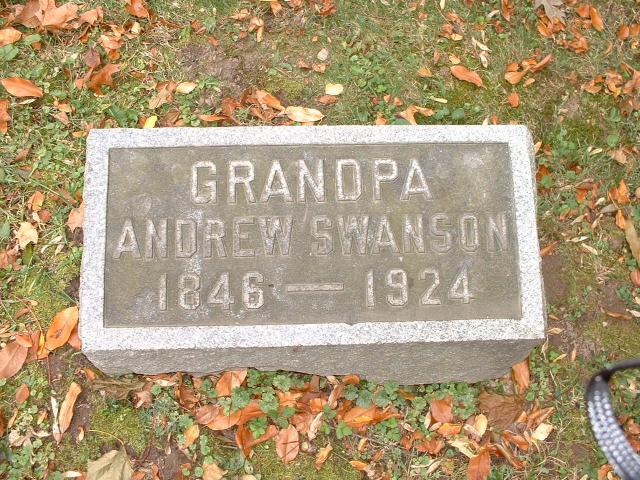 GRANDPA
ANDREW SWANSON
1846 — 1924